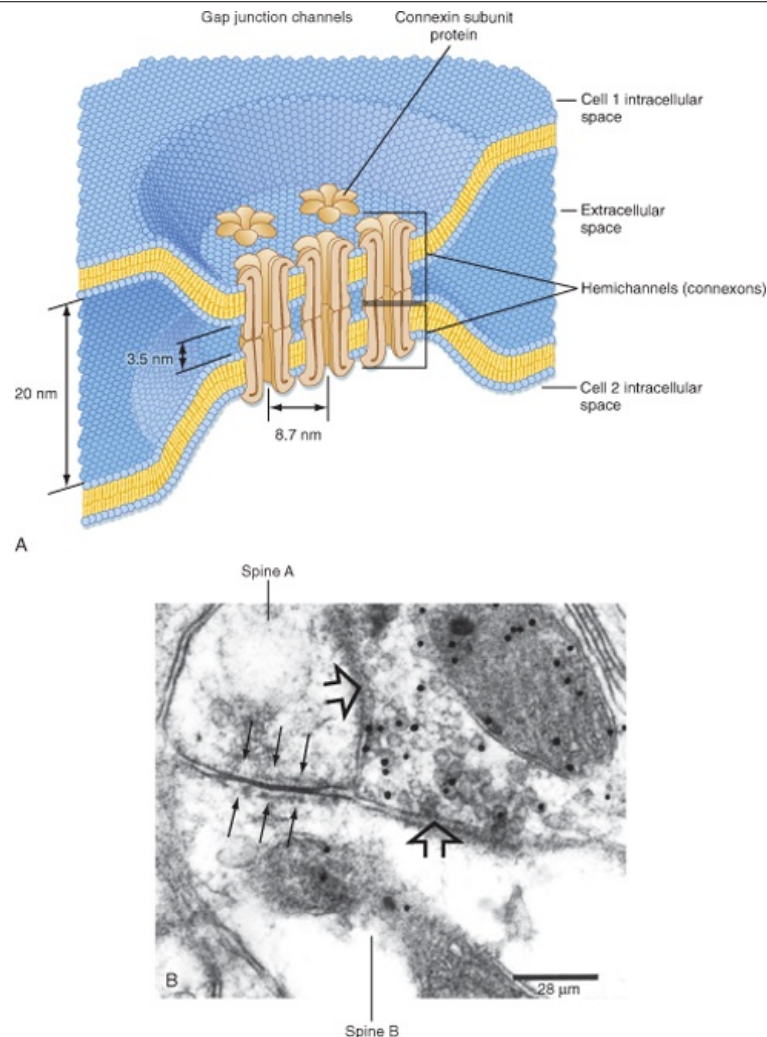 Gap junction channels
Connexin subunit
protein
Cell 1 intracellular
space
Extracellular
space
Hemichannels (connexons)
3.5 nm
20 nm
Cell 2 intracellular
space
8.7 nm
A
Spine A
B
28 μm
Spine B